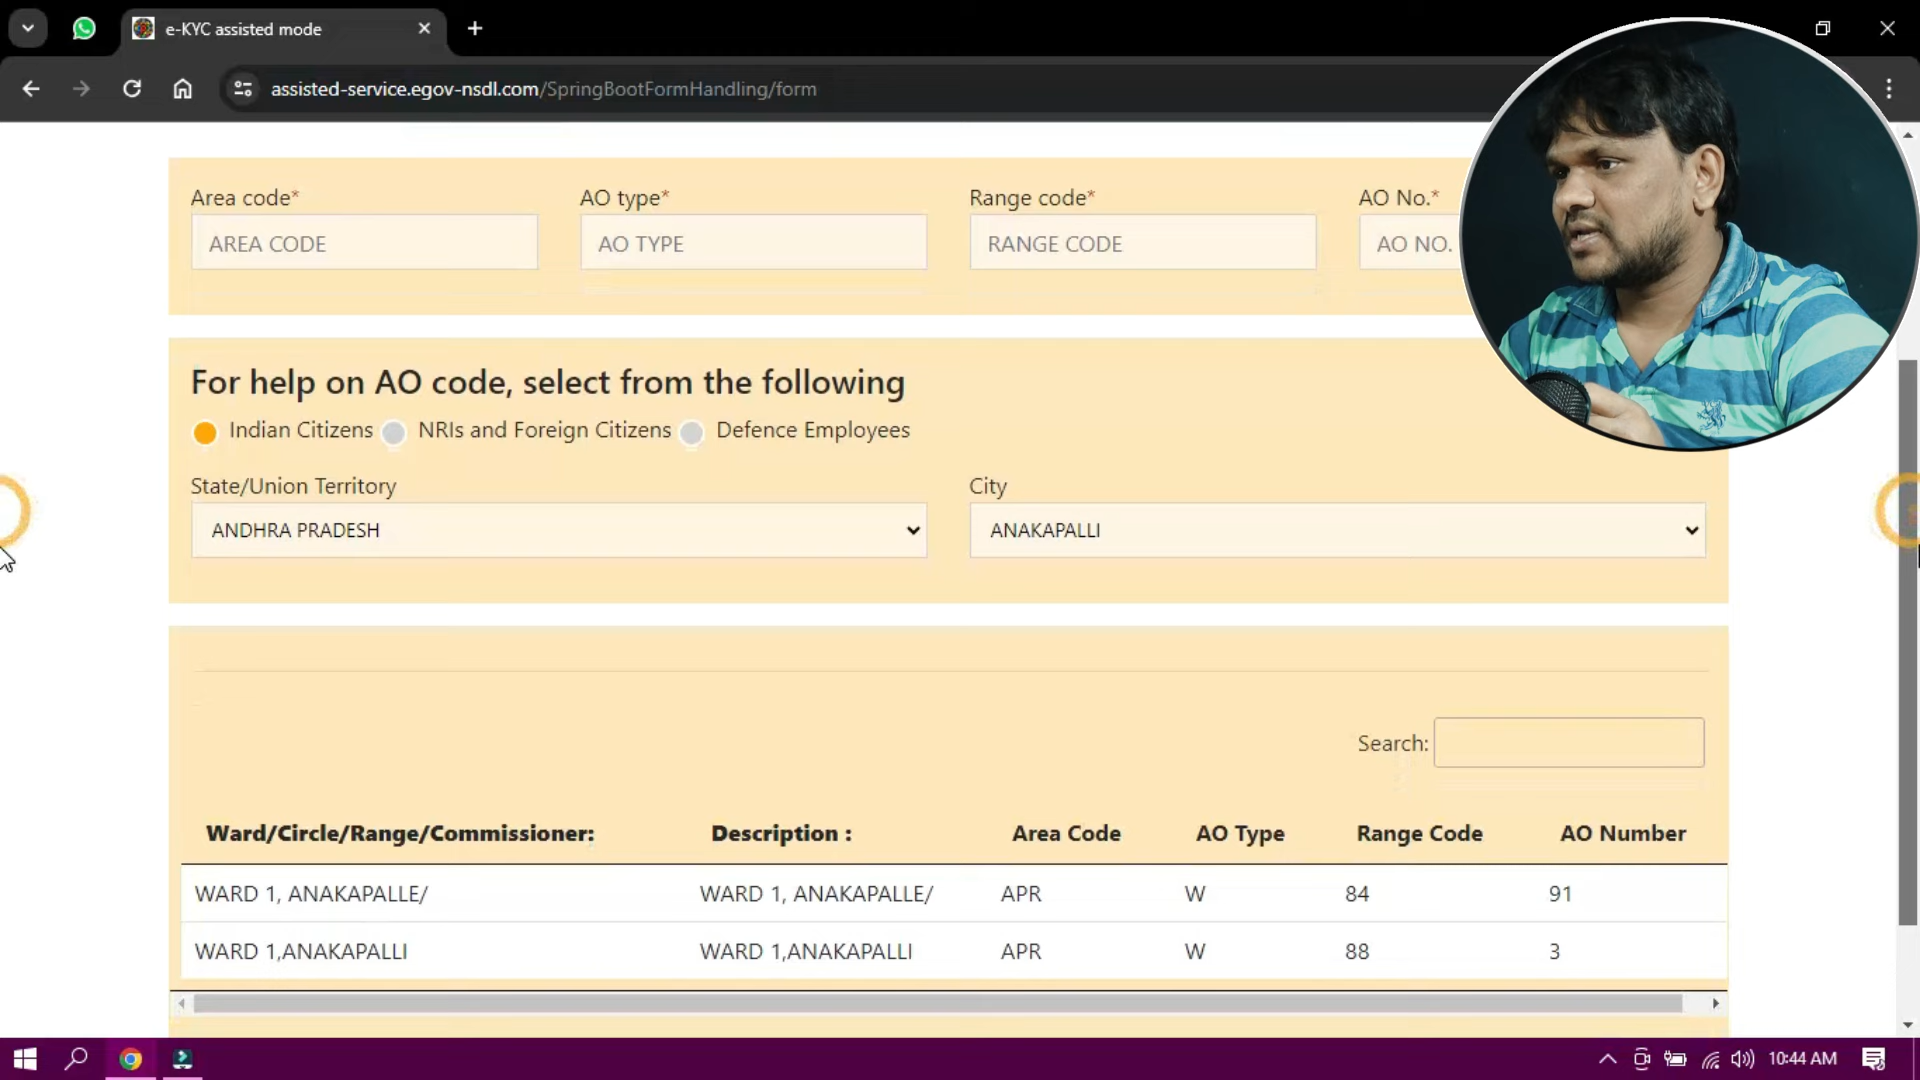 e-KYC assisted mode
assisted-service.egov-nsdl.com/SpringBootFormHandling/form
Area code* AO type* Range code* AO No.*
AREA CODE AO TYPE RANGE CODE AO NO.
For help on AO code, select from the following
Indian Citizens NRIs and Foreign Citizens Defence Employees
State/Union Territory City
ANDHRA PRADESH ANAKAPALLI
Search:
Ward/Circle/Range/Commissioner: Description : Area Code AO Type Range Code AO Number
WARD 1, ANAKAPALLE/ WARD 1, ANAKAPALLE/ APR W 84 91
WARD 1,ANAKAPALLI WARD 1,ANAKAPALLI APR W 88 3
10:44 AM